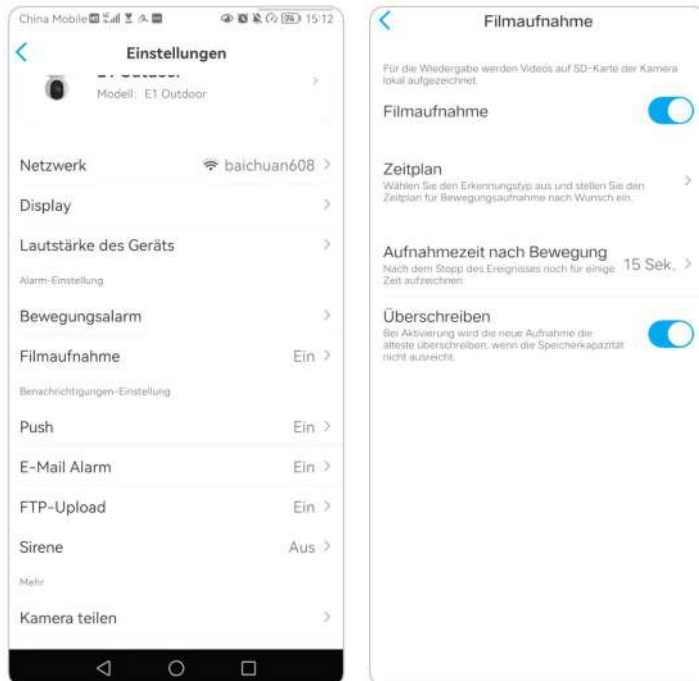 China Mobile 76 15:12
Einstellungen
E1 Outdoor
Modell: E1 Outdoor
Netzwerk baichuan608
Display
Lautstärke des Geräts
Alarm-Einstellung
Bewegungsalarm
Filmaufnahme Ein
Benachrichtigungen-Einstellung
Push Ein
E-Mail Alarm Ein
FTP-Upload Ein
Sirene Aus
Mehr
Kamera teilen
Filmaufnahme
Für die Wiedergabe werden Videos auf SD-Karte der Kamera
lokal aufgezeichnet
Filmaufnahme
Zeitplan
Wählen Sie den Erkennungstyp aus und stellen Sie den
Zeitplan für Bewegungsaufnahme nach Wunsch ein.
Aufnahmezeit nach Bewegung 15 Sek.
Nach dem Stopp des Ereignisses noch für einige
Zeit aufzeichnen
Überschreiben
Bei Aktivierung wird die neue Aufnahme die
älteste überschreiben, wenn die Speicherkapazität
nicht ausreicht.